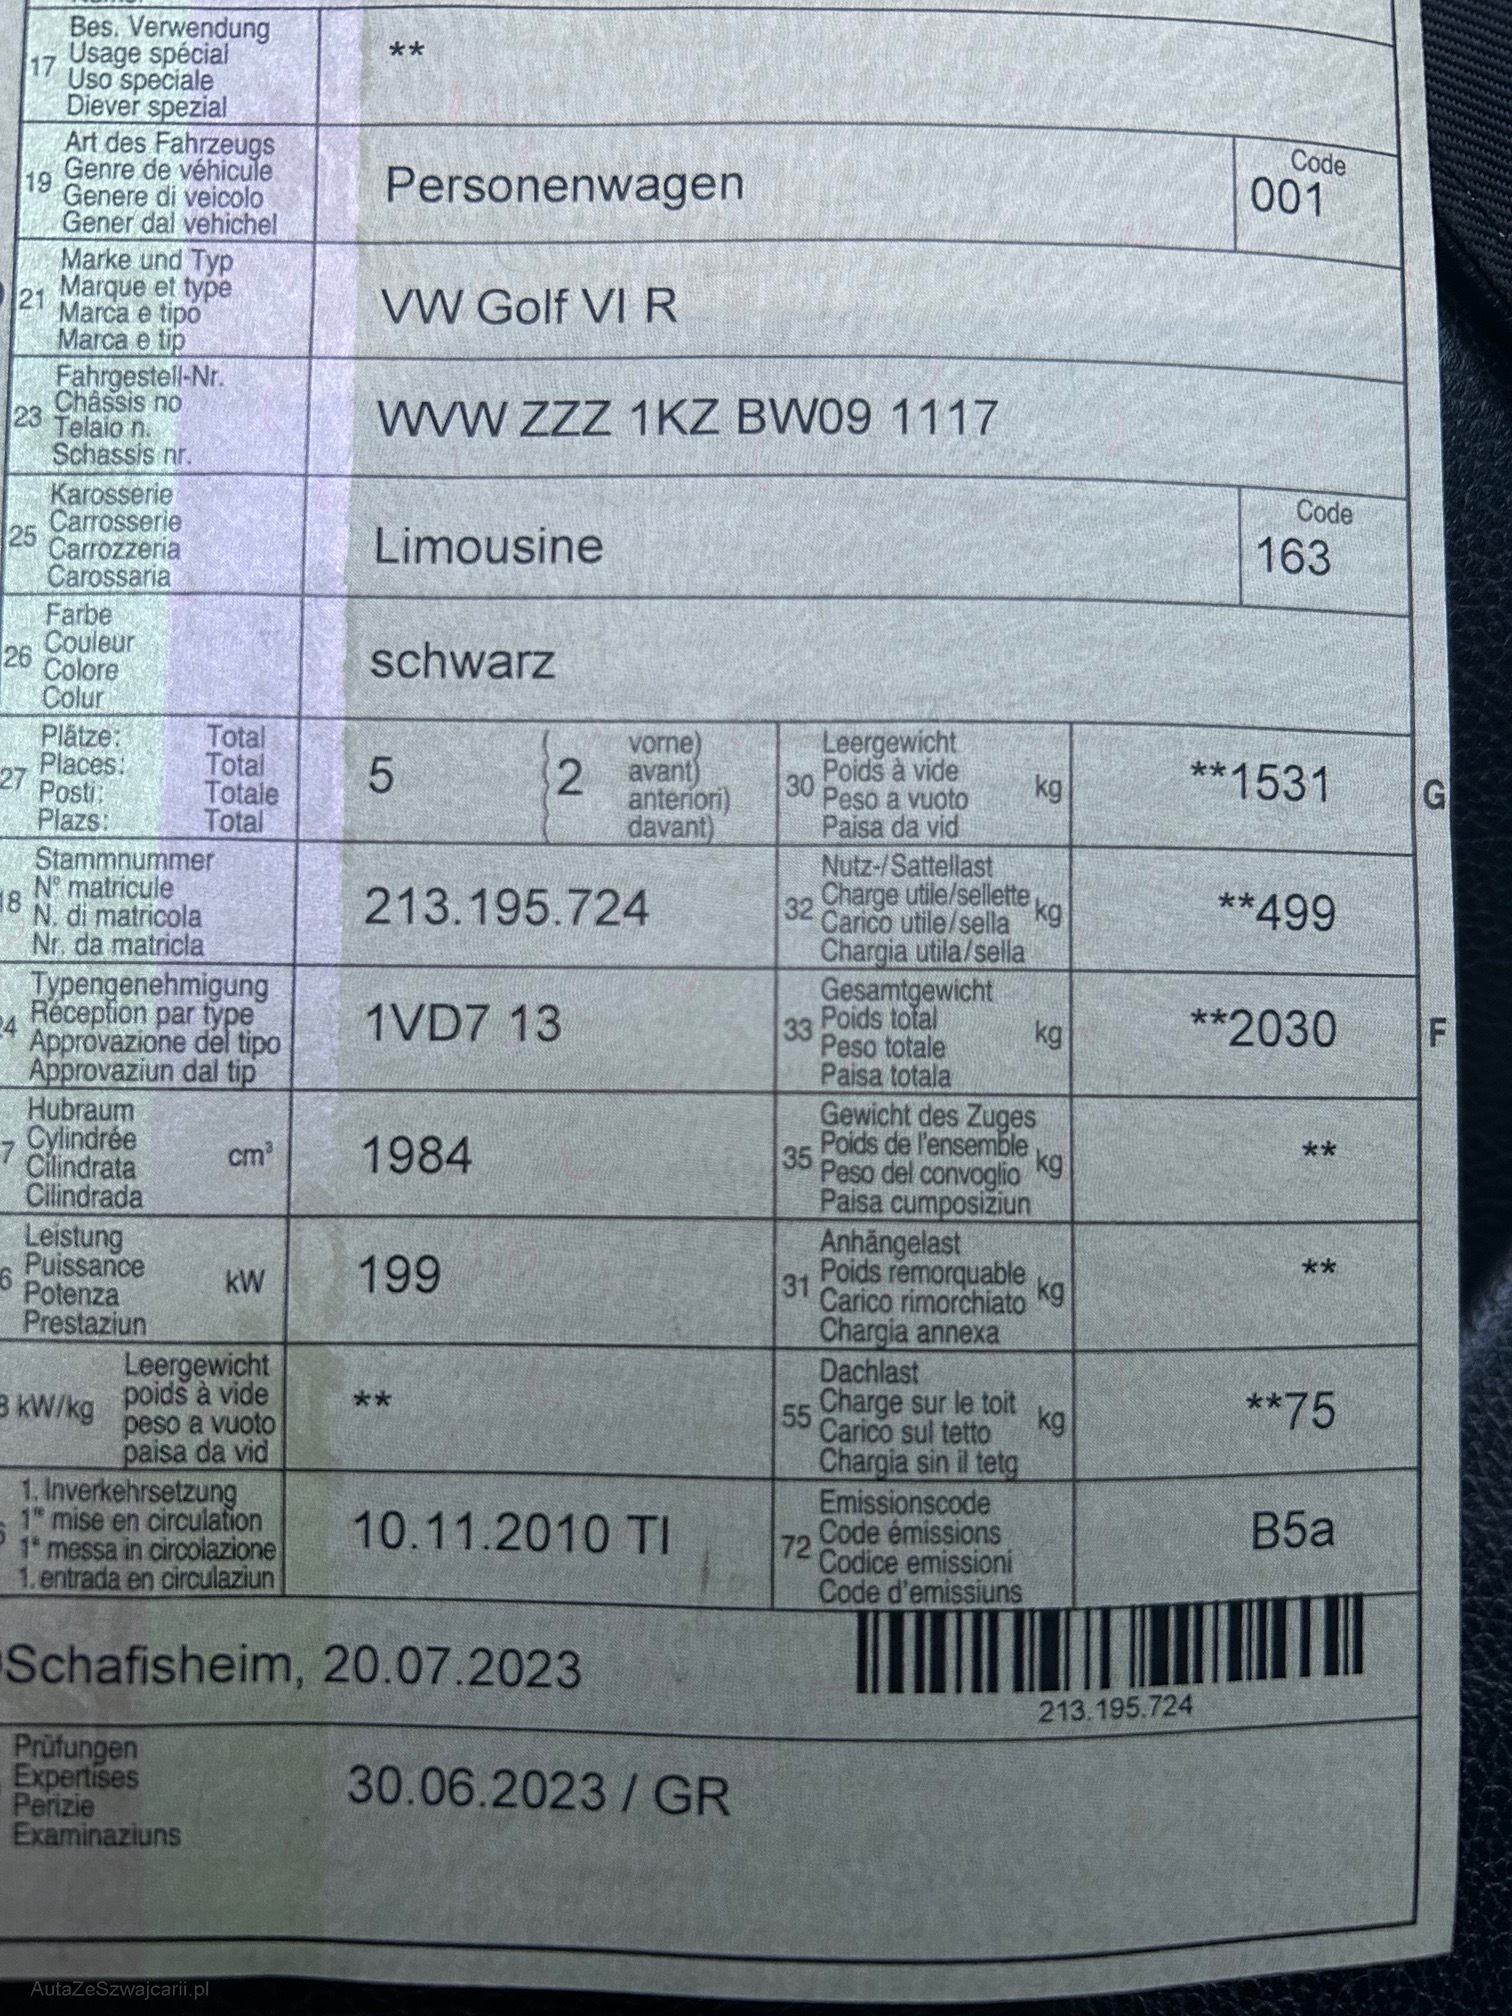 Bes. Verwendung
Usage spécial
17 Uso speciale
Diever spezial
**
Art des Fahrzeugs
19 Genre de véhicule
Genere di veicolo
Gener dal vehichel
Personenwagen
Code
001
Marke und Typ
21 Marque et type
Marca e tipo
Marca e tip
VW Golf VI R
Fahrgestell-Nr.
23 Châssis no
Telaio n.
Schassis nr.
WVW ZZZ 1KZ BW09 1117
Karosserie
25 Carrosserie
Carrozzeria
Carossaria
Limousine
Code
163
Farbe
26 Couleur
Colore
Colur
schwarz
Plätze: Total
27 Places: Total
Posti: Totale
Plazs: Total
5 2 vorne)
avant)
anteriori)
davant)
Leergewicht
30 Poids à vide kg
Peso a vuoto
Paisa da vid
**1531
G
Stammnummer
18 N° matricule
N. di matricola
Nr. da matricla
213.195.724
Nutz-/Sattellast
32 Charge utile/sellette kg
Carico utile/sella
Chargia utila/sella
**499
Typengenehmigung
24 Réception par type
Approvazione del tipo
Approvaziun dal tip
1VD7 13
Gesamtgewicht
33 Poids total kg
Peso totale
Paisa totala
**2030
F
Hubraum
7 Cylindrée cm³
Cilindrata
Cilindrada
1984
Gewicht des Zuges
35 Poids de l'ensemble kg
Peso del convoglio
Paisa cumposiziun
**
Leistung
6 Puissance kW
Potenza
Prestaziun
199
Anhängelast
31 Poids remorquable kg
Carico rimorchiato
Chargia annexa
**
Leergewicht
8 kW/kg poids à vide
peso a vuoto
paisa da vid
**
Dachlast
55 Charge sur le toit kg
Carico sul tetto
Chargia sin il tetg
**75
1. Inverkehrsetzung
1re mise en circulation
1a messa in circolazione
1. entrada en circulaziun
10.11.2010 TI
Emissionscode
72 Code émissions
Codice emissioni
Code d'emissiuns
B5a
Schafisheim, 20.07.2023
213.195.724
Prüfungen
Expertises
Perizie
Examinaziuns
30.06.2023 / GR
AutaZeSzwajcarii.pl